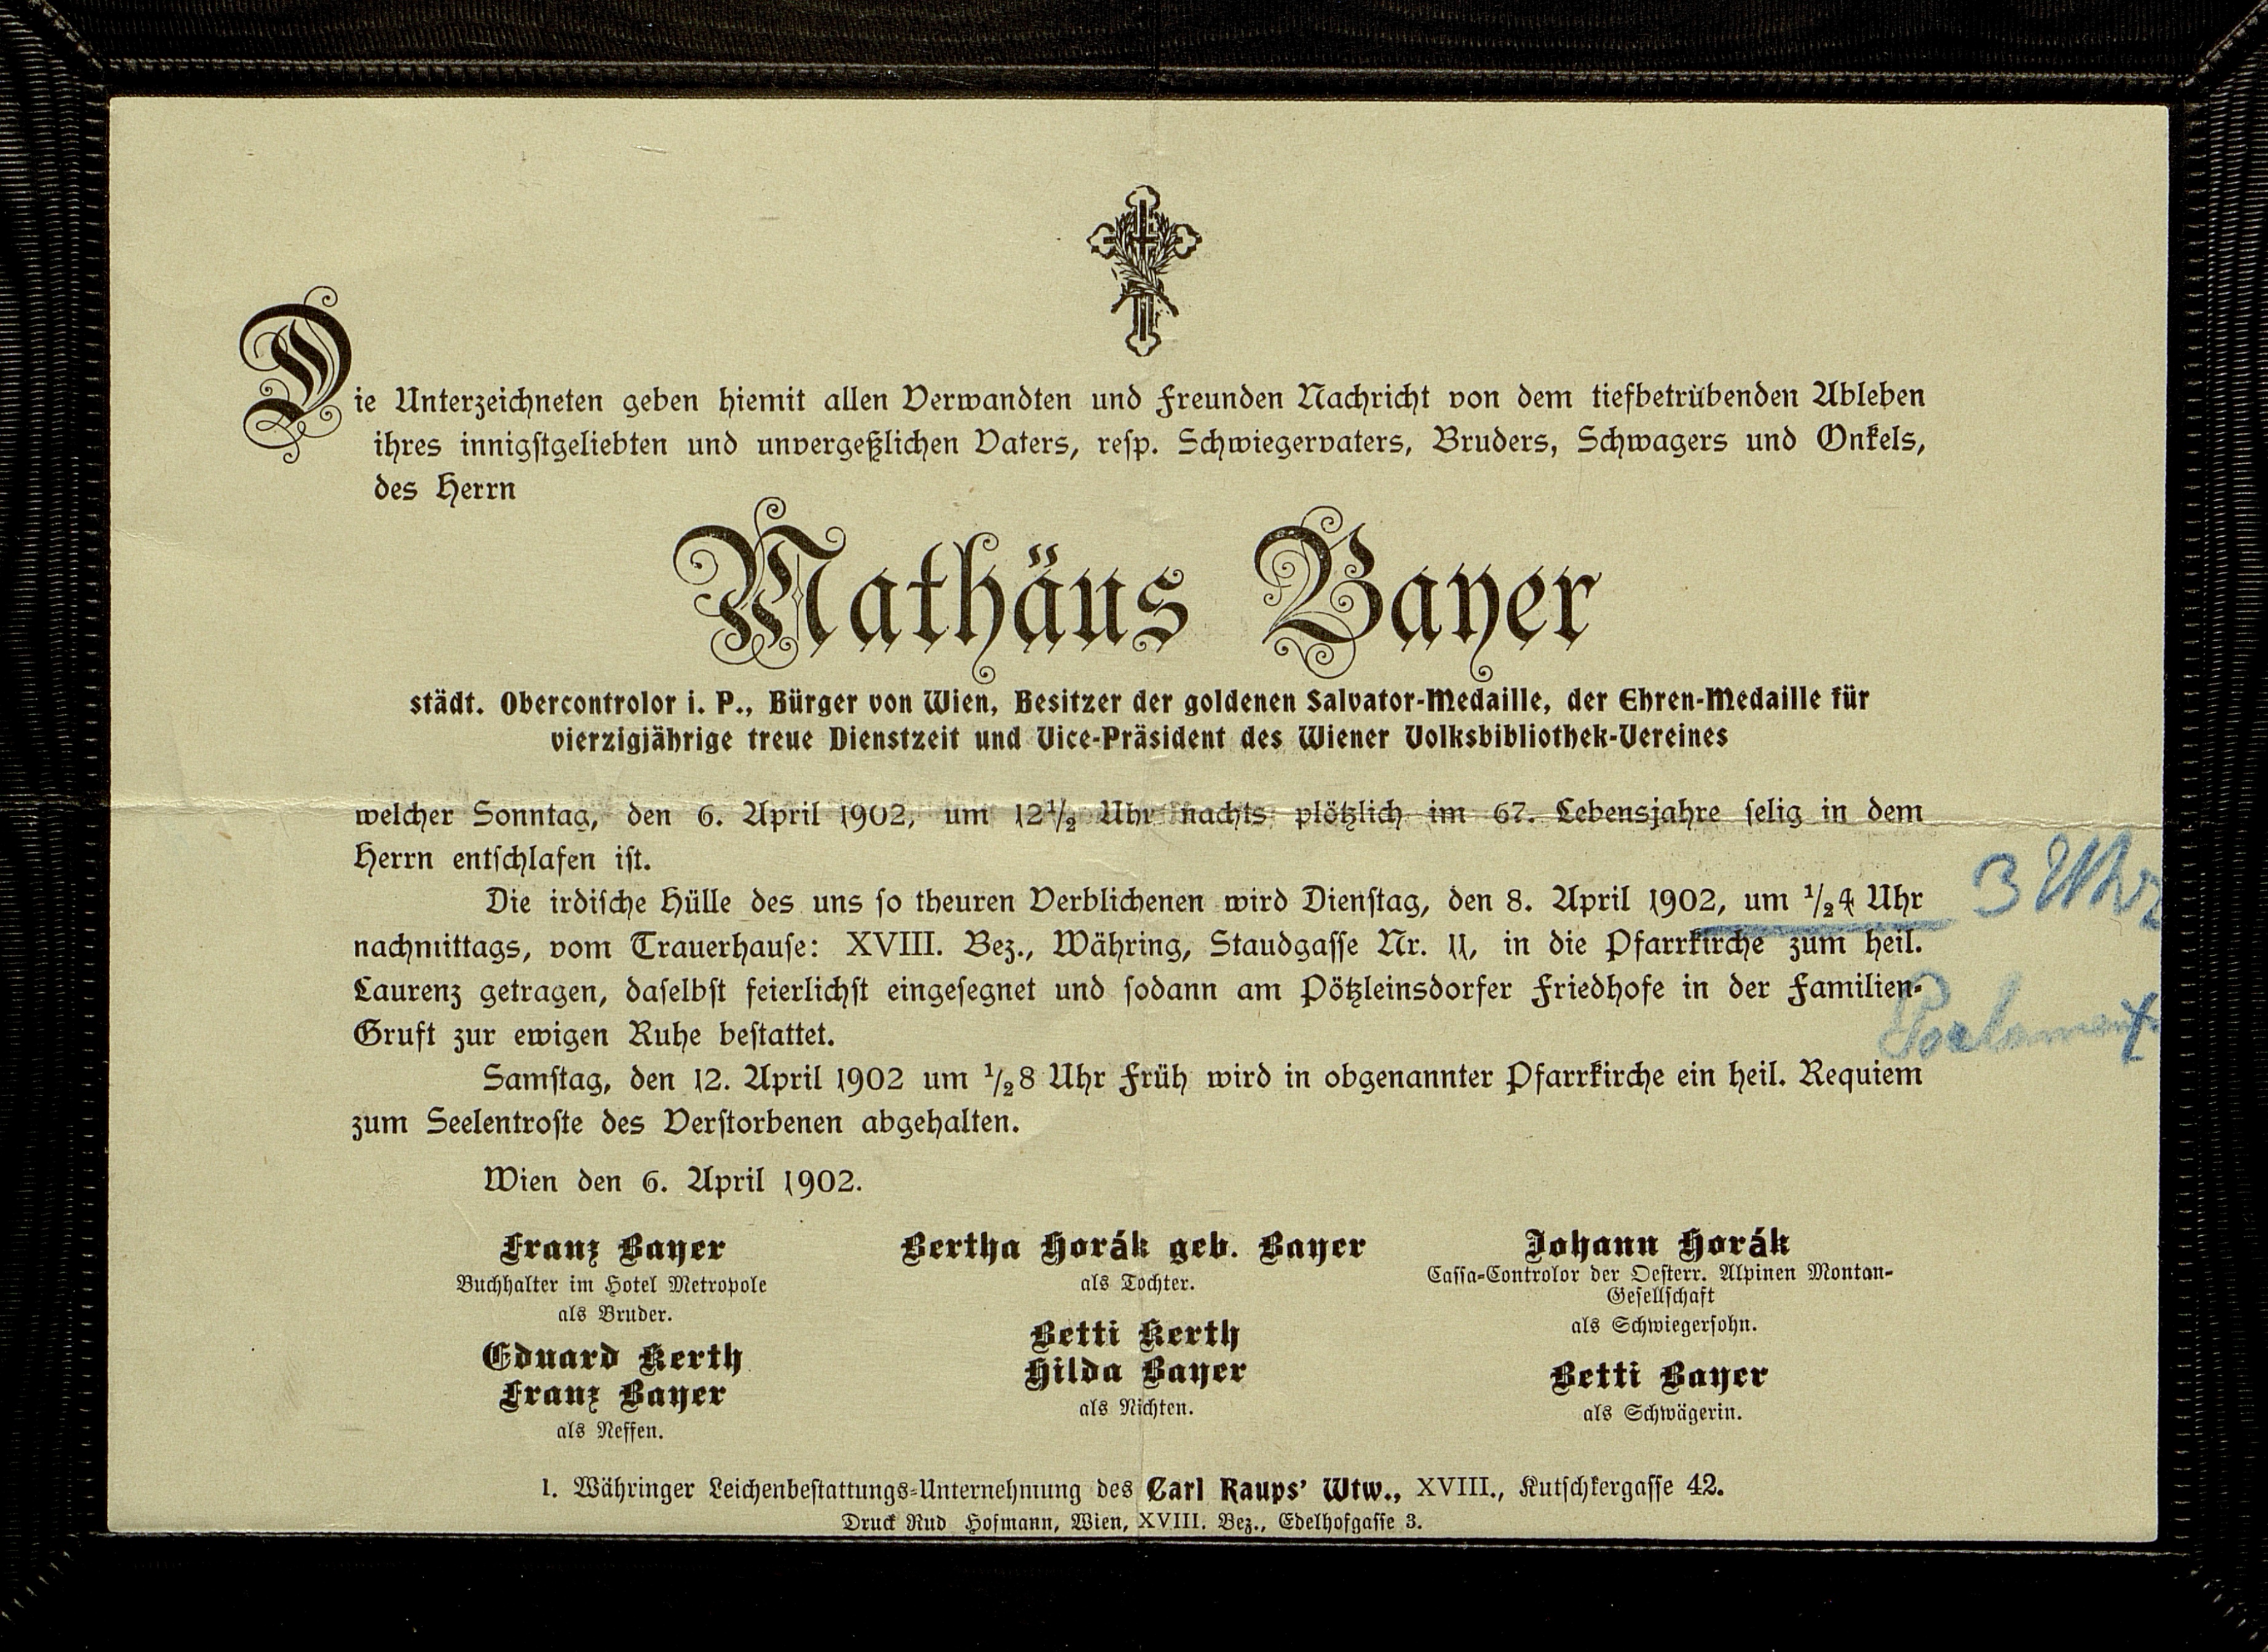 Die Unterzeichneten geben hiemit allen Verwandten und Freunden Nachricht von dem tiefbetrübenden Ableben
ihres innigstgeliebten und unvergeßlichen Vaters, resp. Schwiegervaters, Bruders, Schwagers und Onkels,
des Herrn
Mathäus Bayer
städt. Obercontrolor i. P., Bürger von Wien, Besitzer der goldenen Salvator-Medaille, der Ehren-Medaille für
vierzigjährige treue Dienstzeit und Vice-Präsident des Wiener Volksbibliothek-Vereines
welcher Sonntag, den 6. April 1902, um 12½ Uhr nachts plötzlich im 67. Lebensjahre selig in dem
Herrn entschlafen ist.
Die irdische Hülle des uns so theuren Verblichenen wird Dienstag, den 8. April 1902, um ½4 Uhr
3 Uhr
nachmittags, vom Trauerhause: XVIII. Bez., Währing, Staudgasse Nr. 11, in die Pfarrkirche zum heil.
Laurenz getragen, daselbst feierlichst eingesegnet und sodann am Pötzleinsdorfer Friedhofe in der Familien-
Gruft zur ewigen Ruhe bestattet.
Samstag, den 12. April 1902 um ½8 Uhr Früh wird in obgenannter Pfarrkirche ein heil. Requiem
zum Seelentroste des Verstorbenen abgehalten.
Wien den 6. April 1902.
Franz Bayer
Buchhalter im Hotel Metropole
als Bruder.
Eduard Kerth
Franz Bayer
als Neffen.
Bertha Horák geb. Bayer
als Tochter.
Betti Kerth
Hilda Bayer
als Nichten.
Johann Horák
Cassa-Controlor der Oesterr. Alpinen Montan-
Gesellschaft
als Schwiegersohn.
Betti Bayer
als Schwägerin.
1. Währinger Leichenbestattungs-Unternehmung des Carl Raups' Wtw., XVIII., Kutschkergasse 42.
Druck Rud Hofmann, Wien, XVIII. Bez., Edelhofgasse 3.